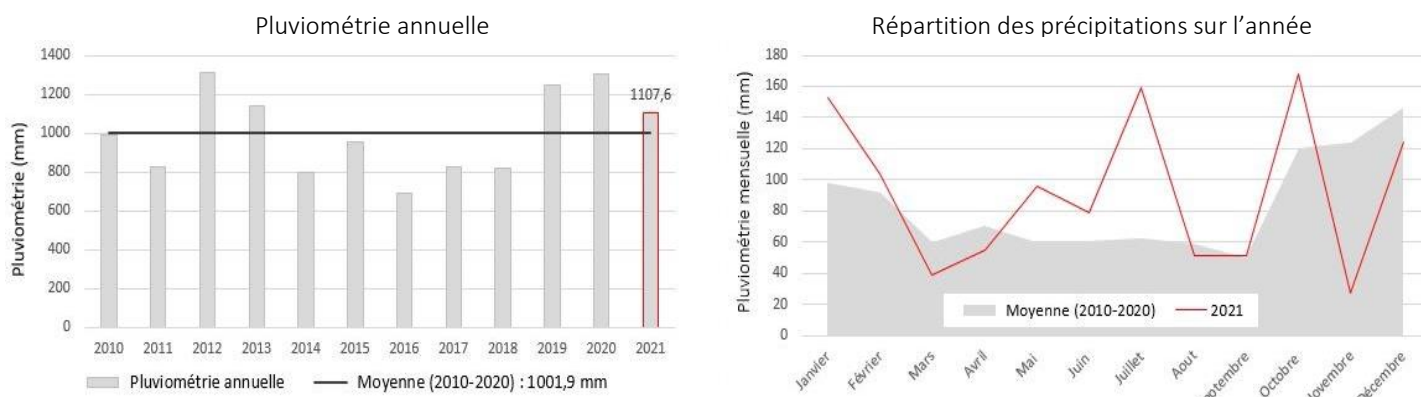 Pluviométrie annuelle
Pluviométrie (mm)
1400
1200
1000
800
600
400
200
0
1107,6
2010 2011 2012 2013 2014 2015 2016 2017 2018 2019 2020 2021
Pluviométrie annuelle Moyenne (2010-2020) : 1001,9 mm
Répartition des précipitations sur l'année
Pluviométrie mensuelle (mm)
180
160
140
120
100
80
60
40
20
0
Moyenne (2010-2020) 2021
Janvier Février Mars Avril Mai Juin Juillet Aout eptembre Octobre lovembre Décembre